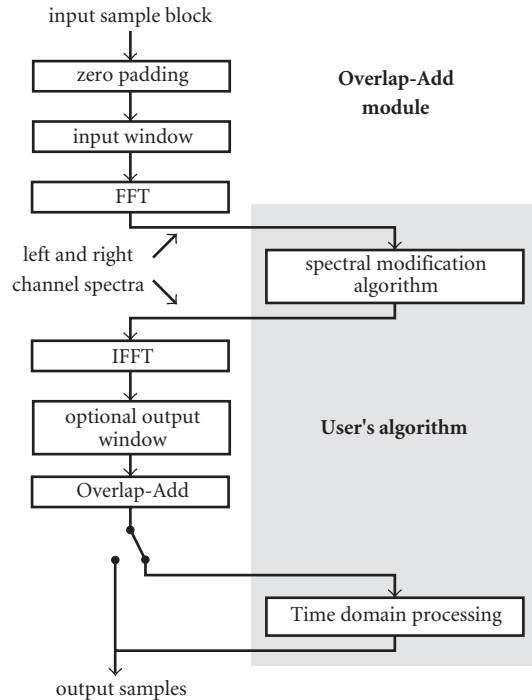 input sample block
zero padding
Overlap-Add
module
input window
FFT
left and right
channel spectra
spectral modification
algorithm
IFFT
optional output
window
User's algorithm
Overlap-Add
Time domain processing
output samples